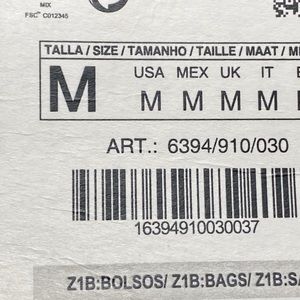 MIX
FSC™ C012345
TALLA / SIZE / TAMANHO / TAILLE / MAAT /
M
USA MEX UK IT
M M M M
ART.: 6394/910/030
16394910030037
Z1B:BOLSOS/ Z1B:BAGS/ Z1B: